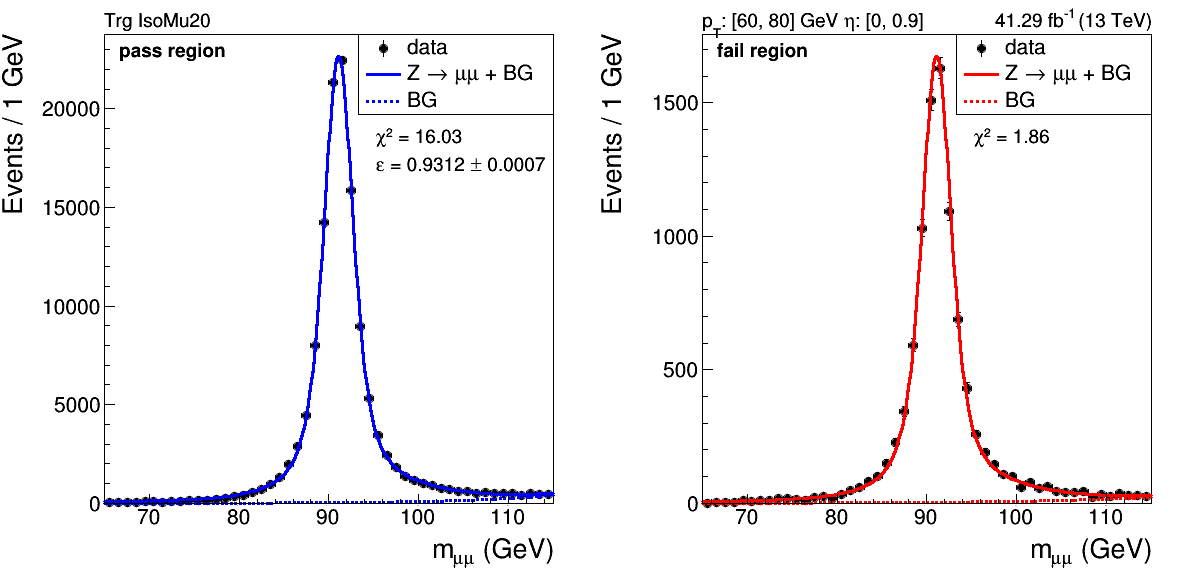 Trg IsoMu20
pass region
data
Z → μμ + BG
BG
χ² = 16.03
ε = 0.9312 ± 0.0007
Events / 1 GeV
20000
15000
10000
5000
0
70 80 90 100 110
m_μμ (GeV)
p_T: [60, 80] GeV η: [0, 0.9] 41.29 fb⁻¹ (13 TeV)
fail region
data
Z → μμ + BG
BG
χ² = 1.86
Events / 1 GeV
1500
1000
500
0
70 80 90 100 110
m_μμ (GeV)